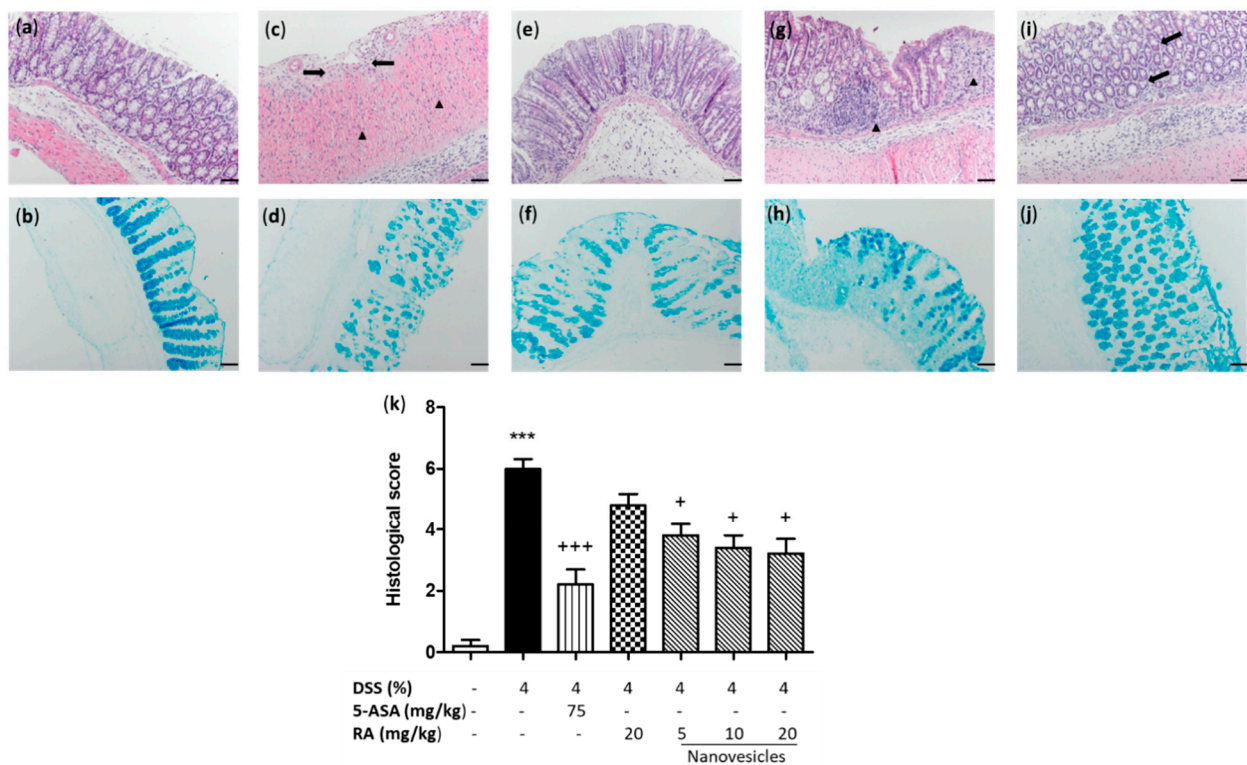 (a) (c) (e) (g) (i)
(b) (d) (f) (h) (j)
(k)
Histological score
8
6
4
2
0
***
+++
+ + +
DSS (%) - 4 4 4 4 4 4
5-ASA (mg/kg) - - 75 - - - -
RA (mg/kg) - - - 20 5 10 20
Nanovesicles